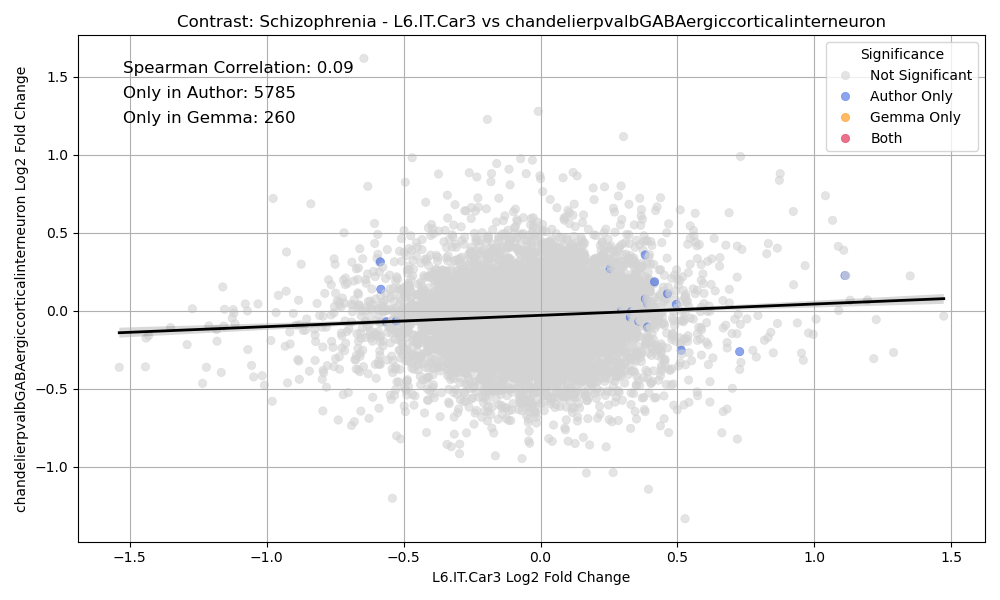 Contrast: Schizophrenia - L6.IT.Car3 vs chandelierpvalbGABAergiccorticalinterneuron
Spearman Correlation: 0.09
Only in Author: 5785
Only in Gemma: 260
Significance
Not Significant
Author Only
Gemma Only
Both
chandelierpvalbGABAergiccorticalinterneuron Log2 Fold Change
1.5
1.0
0.5
0.0
−0.5
−1.0
−1.5
−1.0
−0.5
0.0
0.5
1.0
1.5
L6.IT.Car3 Log2 Fold Change